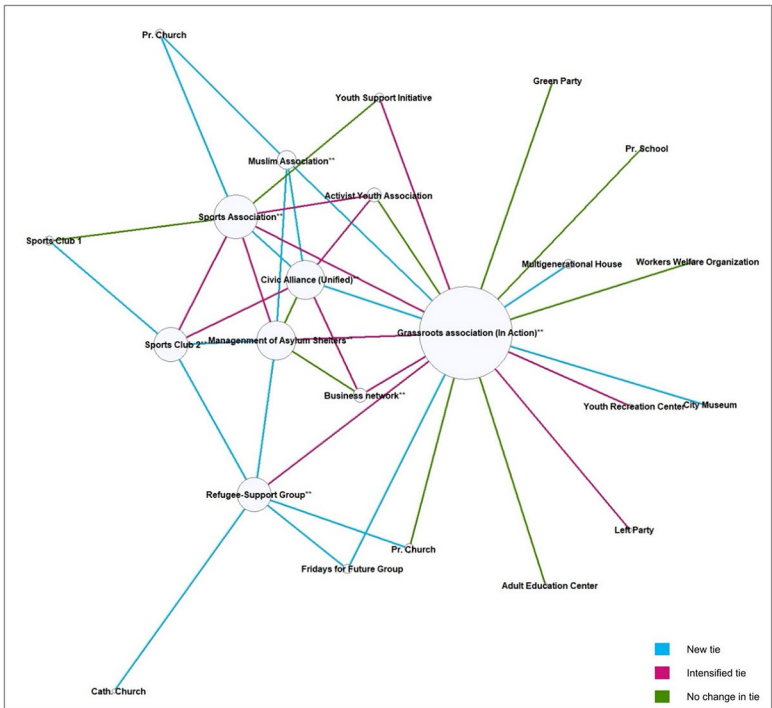 Pr. Church
Green Party
Youth Support Initiative
Pr. School
Muslim Association**
Activist Youth Association
Sports Association**
Sports Club 1
Multigenerational House
Workers Welfare Organization
Civic Alliance (Unified)**
Grassroots association (In Action)**
Sports Club 2**
Management of Asylum Shelters**
Business network**
Youth Recreation Center
City Museum
Refugee-Support Group**
Left Party
Pr. Church
Fridays for Future Group
Adult Education Center
New tie
Intensified tie
Cath. Church
No change in tie